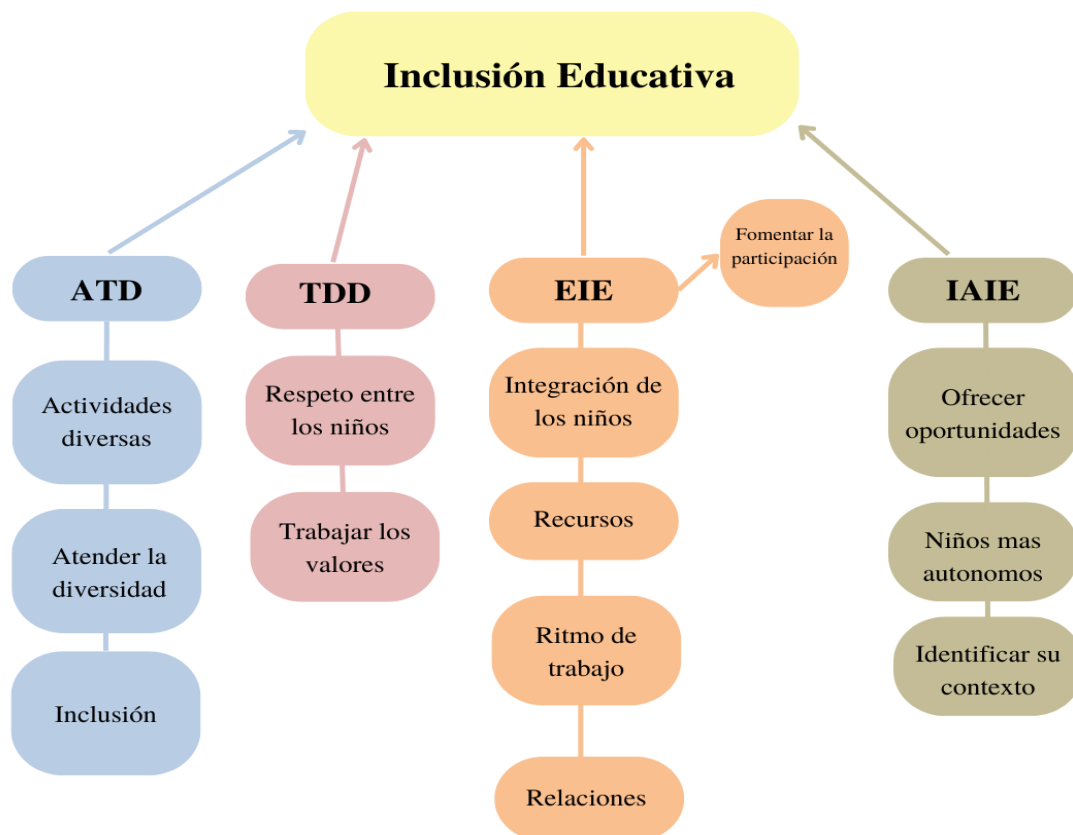 Inclusión Educativa
ATD
Actividades
diversas
Atender la
diversidad
Inclusión
TDD
Respeto entre
los niños
Trabajar los
valores
EIE
Fomentar la
participación
Integración de
los niños
Recursos
Ritmo de
trabajo
Relaciones
IAIE
Ofrecer
oportunidades
Niños mas
autonomos
Identificar su
contexto